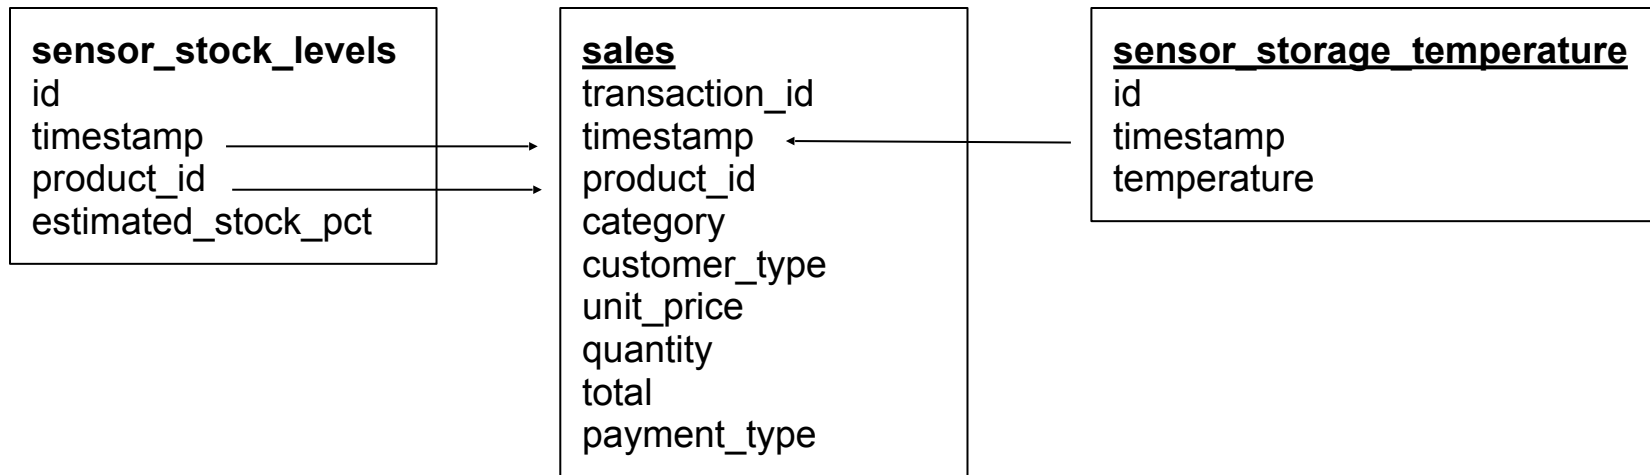 sensor_stock_levels
id
timestamp
product_id
estimated_stock_pct
sales
transaction_id
timestamp
product_id
category
customer_type
unit_price
quantity
total
payment_type
sensor_storage_temperature
id
timestamp
temperature